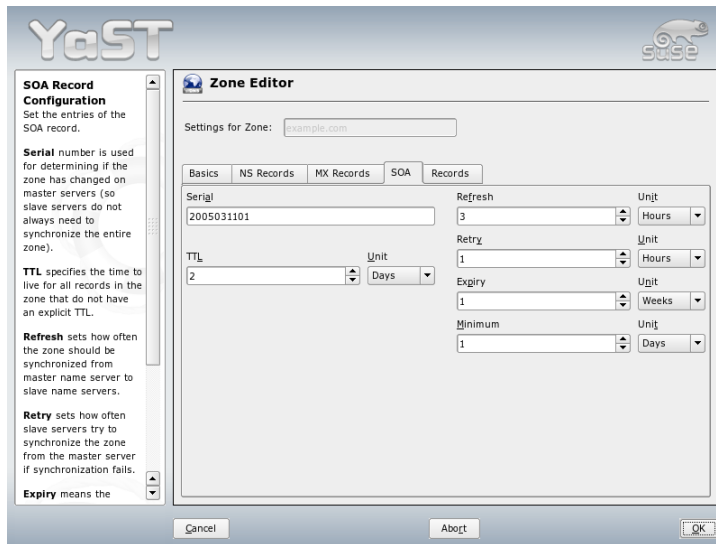 YaST
suse
SOA Record
Configuration
Set the entries of the
SOA record.
Serial number is used
for determining if the
zone has changed on
master servers (so
slave servers do not
always need to
synchronize the entire
zone).
TTL specifies the time to
live for all records in the
zone that do not have
an explicit TTL.
Refresh sets how often
the zone should be
synchronized from
master name server to
slave name servers.
Retry sets how often
slave servers try to
synchronize the zone
from the master server
if synchronization fails.
Expiry means the
Zone Editor
Settings for Zone: example.com
Basics NS Records MX Records SOA Records
Serial
2005031101
TTL Unit
2 Days
Refresh Unit
3 Hours
Retry Unit
1 Hours
Expiry Unit
1 Weeks
Minimum Unit
1 Days
Cancel Abort OK